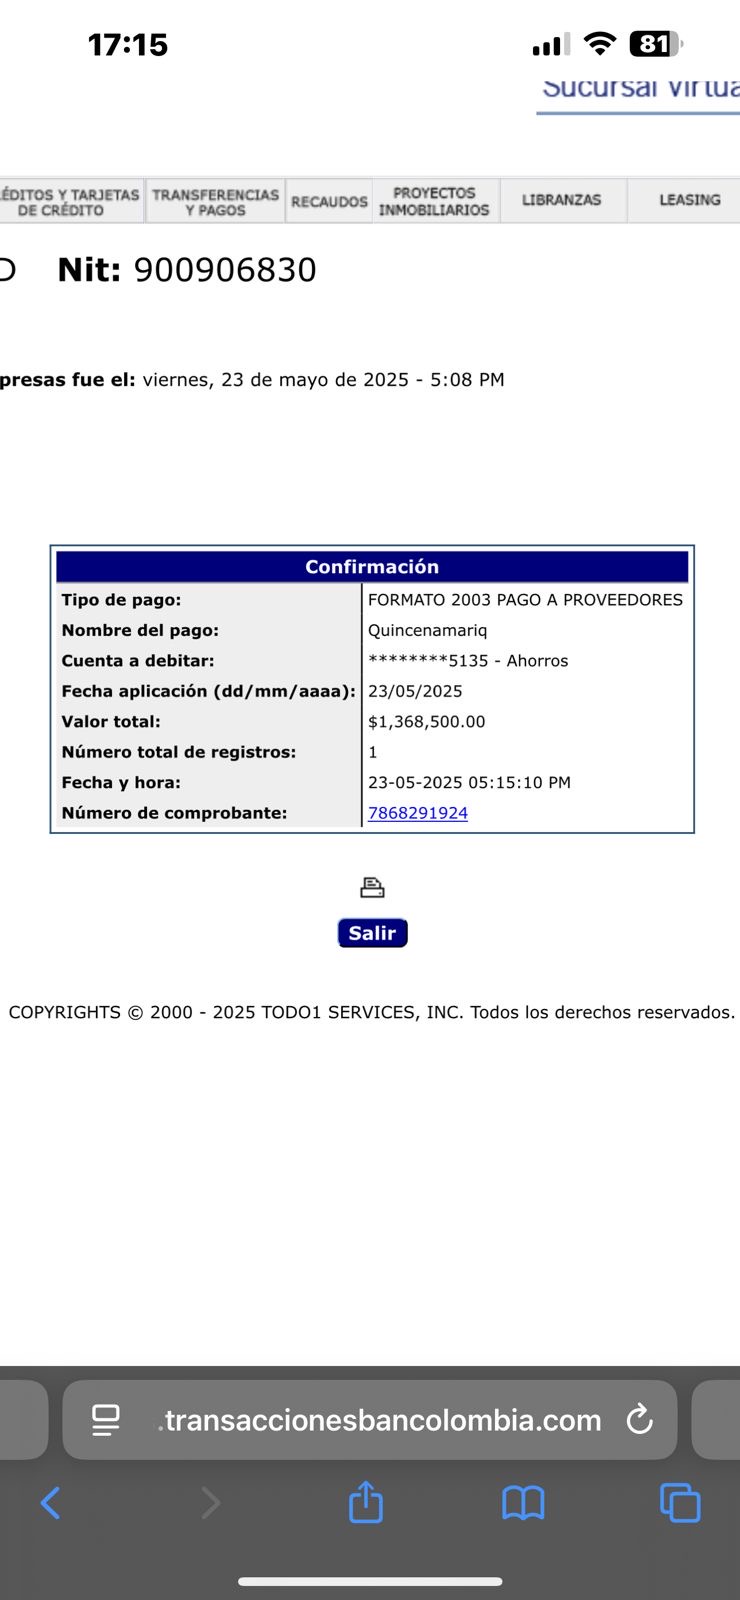 17:15
81
Sucursal Virtua
ÉDITOS Y TARJETAS DE CRÉDITO
TRANSFERENCIAS Y PAGOS
RECAUDOS
PROYECTOS INMOBILIARIOS
LIBRANZAS
LEASING
D Nit: 900906830
presas fue el: viernes, 23 de mayo de 2025 - 5:08 PM
Confirmación
Tipo de pago: FORMATO 2003 PAGO A PROVEEDORES
Nombre del pago: Quincenamariq
Cuenta a debitar: ********5135 - Ahorros
Fecha aplicación (dd/mm/aaaa): 23/05/2025
Valor total: $1,368,500.00
Número total de registros: 1
Fecha y hora: 23-05-2025 05:15:10 PM
Número de comprobante: 7868291924
Salir
COPYRIGHTS © 2000 - 2025 TODO1 SERVICES, INC. Todos los derechos reservados.
.transaccionesbancolombia.com